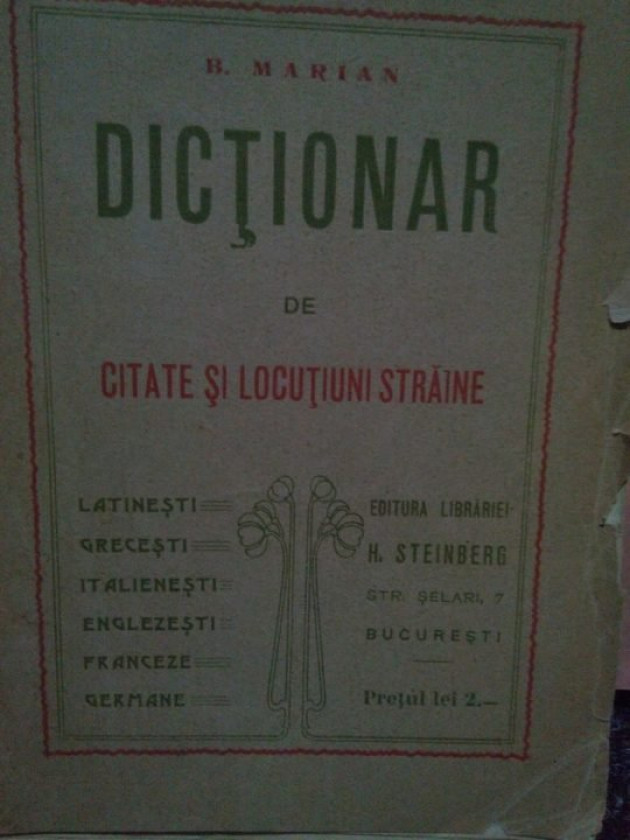 B. MARIAN
DICŢIONAR
DE
CITATE ŞI LOCUŢIUNI STRĂINE
LATINEŞTI
GRECEŞTI
ITALIENEŞTI
ENGLEZEŞTI
FRANCEZE
GERMANE
EDITURA LIBRĂRIEI
H. STEINBERG
STR. ŞELARI, 7
BUCUREŞTI
Preţul lei 2.—